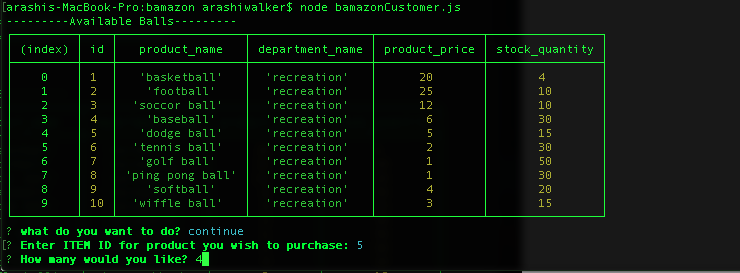 [arashis-MacBook-Pro:bamazon arashiwalker$ node bamazonCustomer.js
----------Available Balls----------
(index) id product_name department_name product_price stock_quantity
0 1 'basketball' 'recreation' 20 4
1 2 'football' 'recreation' 25 10
2 3 'soccor ball' 'recreation' 12 10
3 4 'baseball' 'recreation' 6 30
4 5 'dodge ball' 'recreation' 5 15
5 6 'tennis ball' 'recreation' 2 30
6 7 'golf ball' 'recreation' 1 50
7 8 'ping pong ball' 'recreation' 1 30
8 9 'softball' 'recreation' 4 20
9 10 'wiffle ball' 'recreation' 3 15
? what do you want to do? continue
[? Enter ITEM ID for product you wish to purchase: 5
? How many would you like? 4